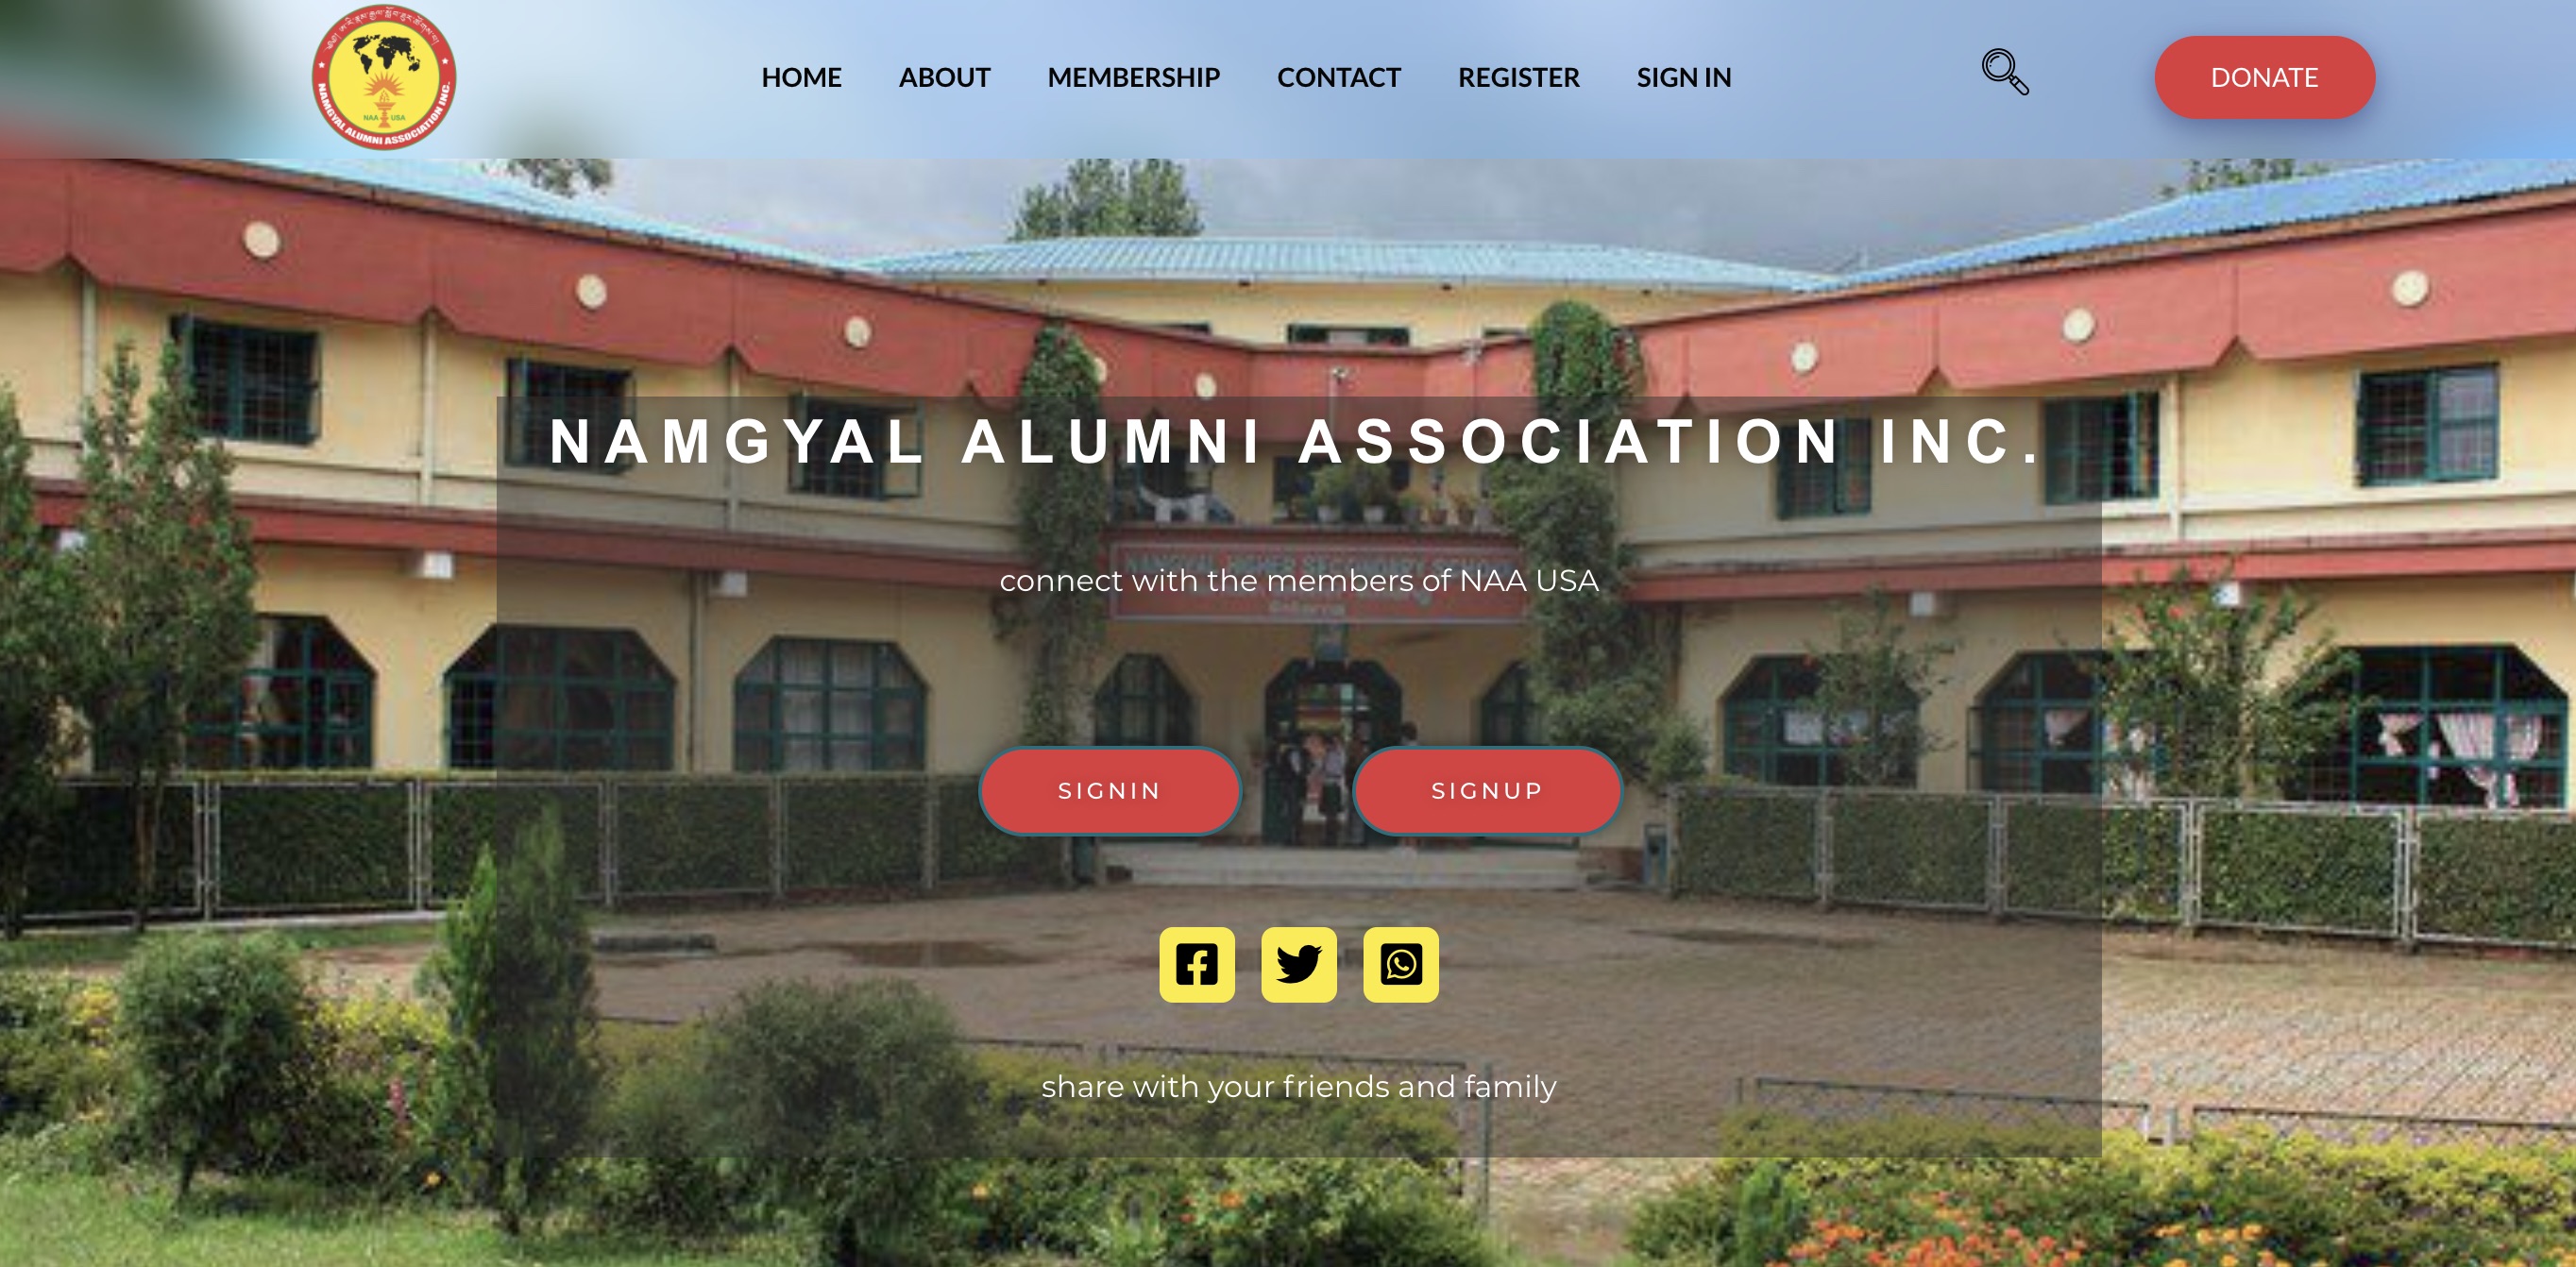 NAMGYAL ALUMNI ASSOCIATION INC.
NAA USA
HOME ABOUT MEMBERSHIP CONTACT REGISTER SIGN IN
DONATE
NAMGYAL ALUMNI ASSOCIATION INC.
connect with the members of NAA USA
SIGNIN SIGNUP
share with your friends and family